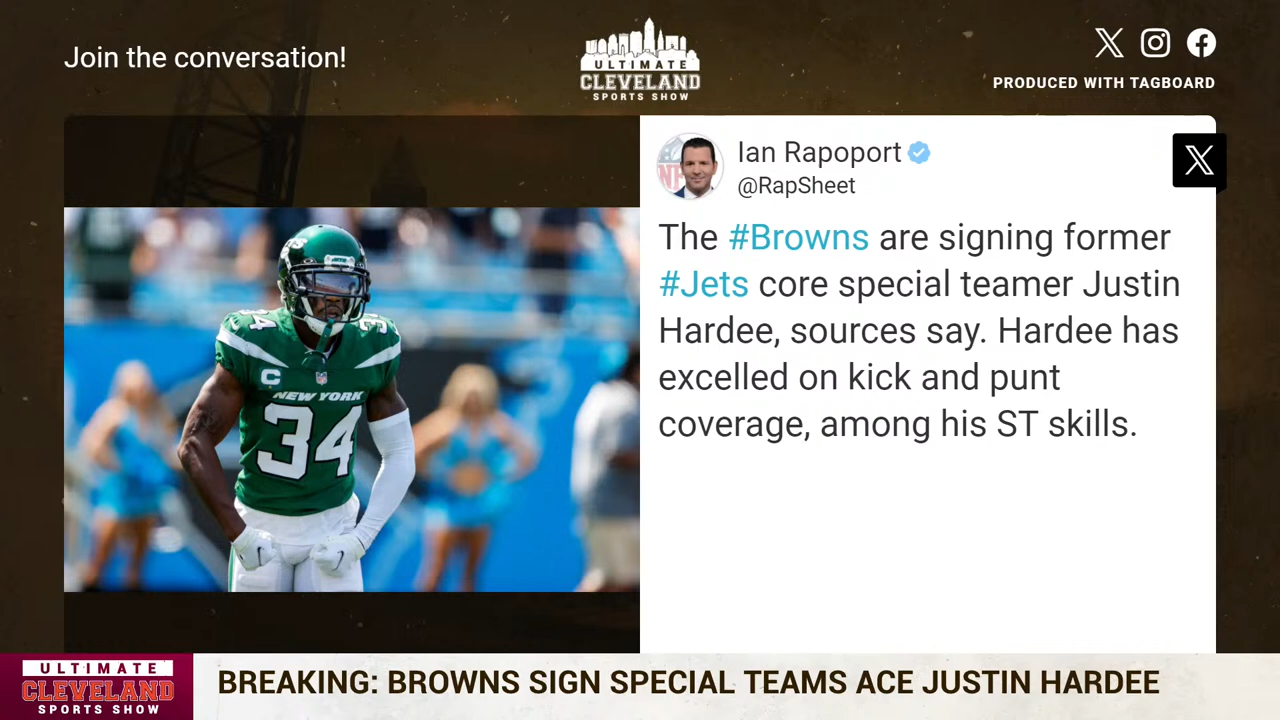 Join the conversation!
ULTIMATE
CLEVELAND
SPORTS SHOW
PRODUCED WITH TAGBOARD
Ian Rapoport
@RapSheet
The #Browns are signing former
#Jets core special teamer Justin
Hardee, sources say. Hardee has
excelled on kick and punt
coverage, among his ST skills.
34
34
C
NEW YORK
34
ULTIMATE
CLEVELAND
SPORTS SHOW
BREAKING: BROWNS SIGN SPECIAL TEAMS ACE JUSTIN HARDEE